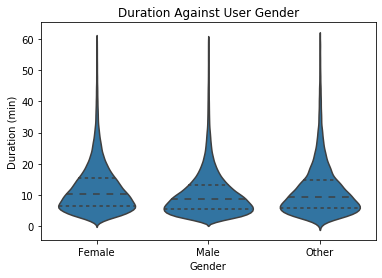 Duration Against User Gender
60
50
40
30
20
10
0
Duration (min)
Female Male Other
Gender